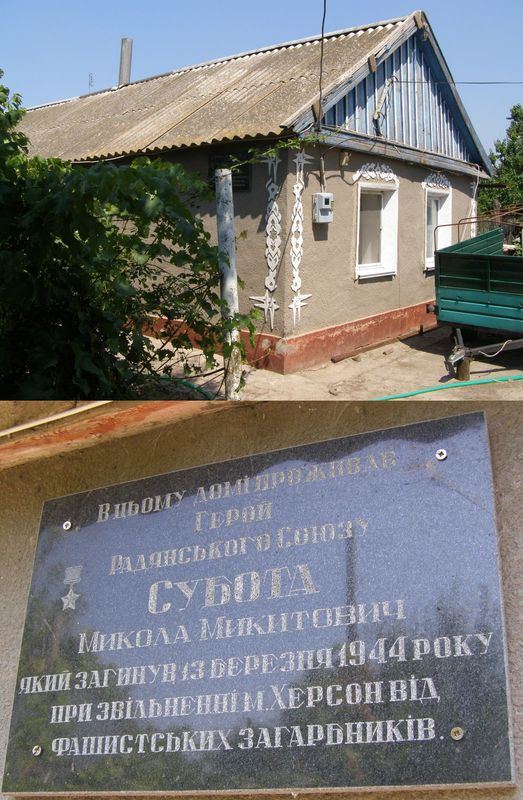 В цьому домі проживав
Герой
Радянського Союзу
Субота
Микола Микитович
який загинув 13 березня 1944 року
при звільненні м. Херсон від
фашистських загарбників.